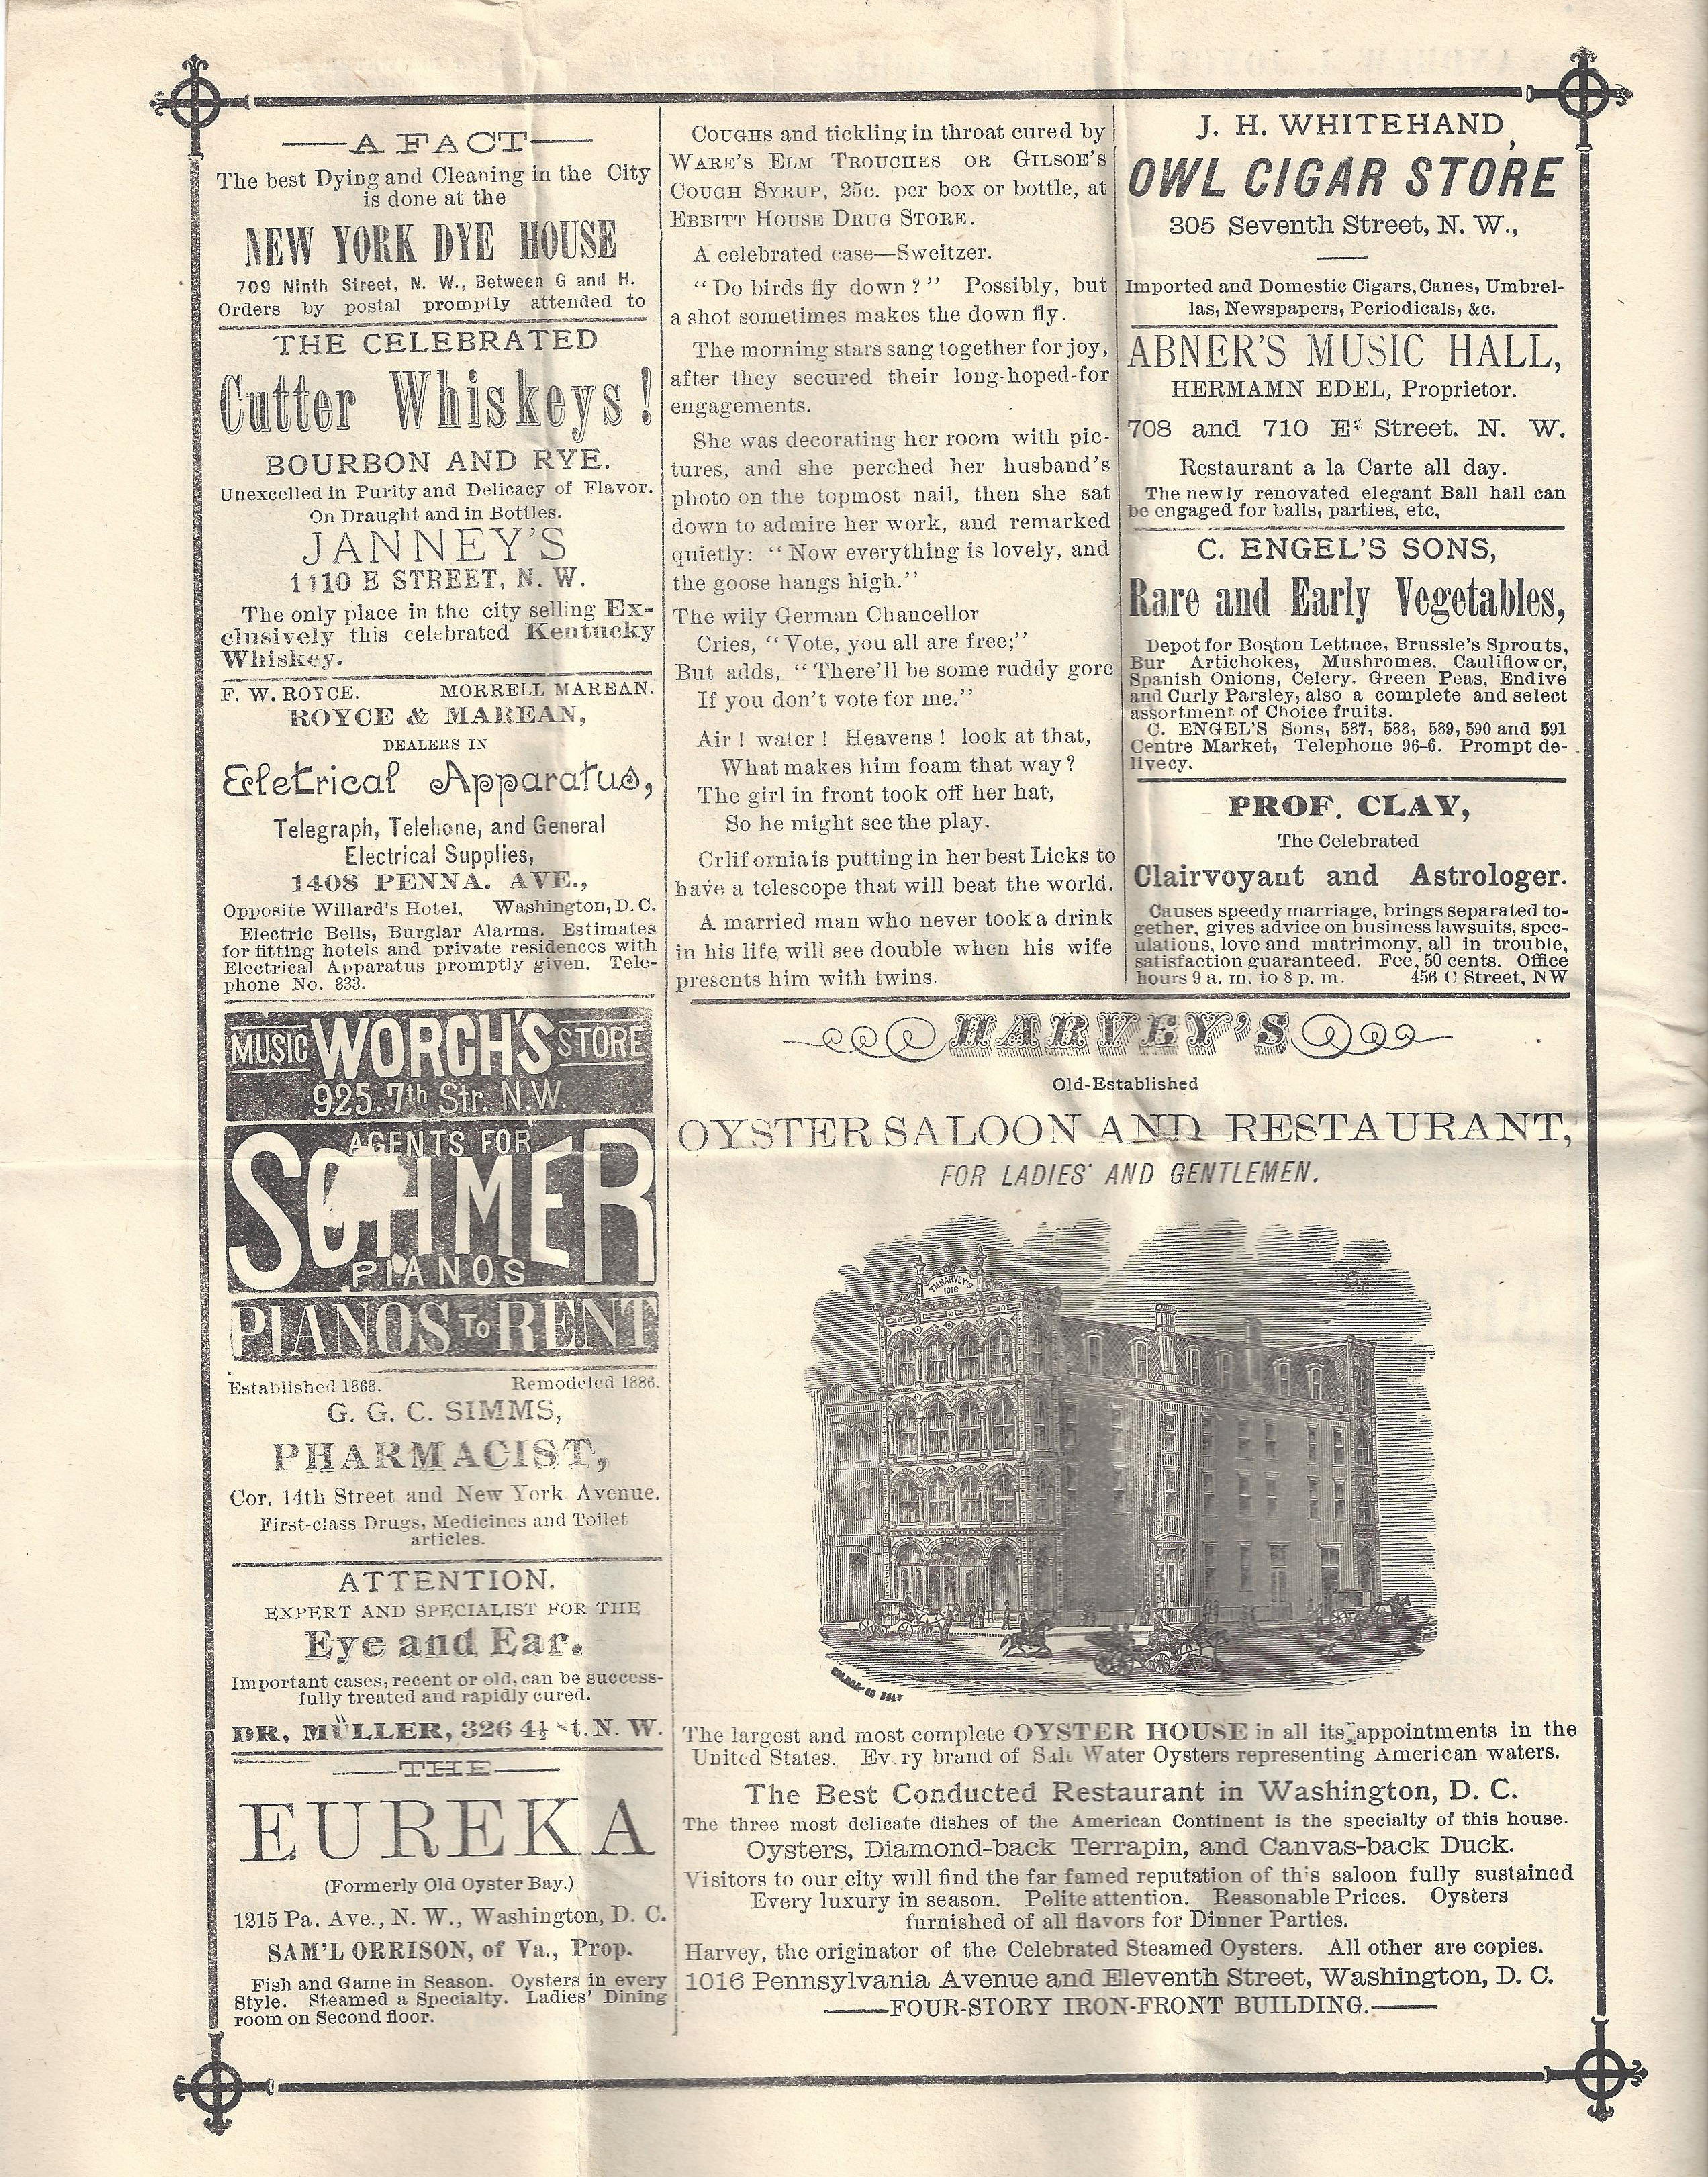 A FACT
The best Dying and Cleaning in the City
is done at the
NEW YORK DYE HOUSE
709 Ninth Street, N. W., Between G and H.
Orders by postal promptly attended to
THE CELEBRATED
Cutter Whiskeys!
BOURBON AND RYE.
Unexcelled in Purity and Delicacy of Flavor.
On Draught and in Bottles.
JANNEY'S
1110 E STREET, N. W.
The only place in the city selling Ex-
clusively this celebrated Kentucky
Whiskey.
F. W. ROYCE. MORRELL MAREAN.
ROYCE & MAREAN,
DEALERS IN
Ecletrical Apparatus,
Telegraph, Telehone, and General
Electrical Supplies,
1408 PENNA. AVE.,
Opposite Willard's Hotel, Washington, D. C.
Electric Bells, Burglar Alarms. Estimates
for fitting hotels and private residences with
Electrical Apparatus promptly given. Tele-
phone No. 833.
MUSIC WORCH'S STORE
925. 7th Str. N.W.
AGENTS FOR
SOHMER
PIANOS
PIANOS TO RENT
Established 1868. Remodeled 1886.
G. G. C. SIMMS,
PHARMACIST,
Cor. 14th Street and New York Avenue.
First-class Drugs, Medicines and Toilet
articles.
ATTENTION.
EXPERT AND SPECIALIST FOR THE
Eye and Ear.
Important cases, recent or old, can be success-
fully treated and rapidly cured.
DR. MÜLLER, 326 4½ St. N. W.
THE
EUREKA
(Formerly Old Oyster Bay.)
1215 Pa. Ave., N. W., Washington, D. C.
SAM'L ORRISON, of Va., Prop.
Fish and Game in Season. Oysters in every
Style. Steamed a Specialty. Ladies' Dining
room on Second floor.
COUGHS and tickling in throat cured by
WARE'S ELM TROUCHES OR GILSOE'S
COUGH SYRUP, 25c. per box or bottle, at
EBBITT HOUSE DRUG STORE.
A celebrated case—Sweitzer.
"Do birds fly down?" Possibly, but
a shot sometimes makes the down fly.
The morning stars sang together for joy,
after they secured their long-hoped-for
engagements.
She was decorating her room with pic-
tures, and she perched her husband's
photo on the topmost nail, then she sat
down to admire her work, and remarked
quietly: "Now everything is lovely, and
the goose hangs high."
The wily German Chancellor
Cries, "Vote, you all are free;"
But adds, "There'll be some ruddy gore
If you don't vote for me."
Air! water! Heavens! look at that,
What makes him foam that way?
The girl in front took off her hat,
So he might see the play.
Crlif ornia is putting in her best Licks to
have a telescope that will beat the world.
A married man who never took a drink
in his life will see double when his wife
presents him with twins.
J. H. WHITEHAND,
OWL CIGAR STORE
305 Seventh Street, N. W.,
Imported and Domestic Cigars, Canes, Umbrel-
las, Newspapers, Periodicals, &c.
ABNER'S MUSIC HALL,
HERMAMN EDEL, Proprietor.
708 and 710 E Street. N. W.
Restaurant a la Carte all day.
The newly renovated elegant Ball hall can
be engaged for balls, parties, etc,
C. ENGEL'S SONS,
Rare and Early Vegetables,
Depot for Boston Lettuce, Brussle's Sprouts,
Bur Artichokes, Mushromes, Cauliflower,
Spanish Onions, Celery. Green Peas, Endive
and Curly Parsley, also a complete and select
assortment of Choice fruits.
C. ENGEL'S Sons, 587, 588, 589, 590 and 591
Centre Market, Telephone 96-6. Prompt de-
livecy.
PROF. CLAY,
The Celebrated
Clairvoyant and Astrologer.
Causes speedy marriage, brings separated to-
gether, gives advice on business lawsuits, spec-
ulations, love and matrimony, all in trouble,
satisfaction guaranteed. Fee, 50 cents. Office
hours 9 a. m. to 8 p. m. 456 C Street, NW
HARVEY'S
Old-Established
OYSTER SALOON AND RESTAURANT,
FOR LADIES' AND GENTLEMEN.
T.M. HARVEY'S
1016
The largest and most complete OYSTER HOUSE in all its appointments in the
United States. Every brand of Salt Water Oysters representing American waters.
The Best Conducted Restaurant in Washington, D. C.
The three most delicate dishes of the American Continent is the specialty of this house.
Oysters, Diamond-back Terrapin, and Canvas-back Duck.
Visitors to our city will find the far famed reputation of this saloon fully sustained
Every luxury in season. Polite attention. Reasonable Prices. Oysters
furnished of all flavors for Dinner Parties.
Harvey, the originator of the Celebrated Steamed Oysters. All other are copies.
1016 Pennsylvania Avenue and Eleventh Street, Washington, D. C.
FOUR-STORY IRON-FRONT BUILDING.